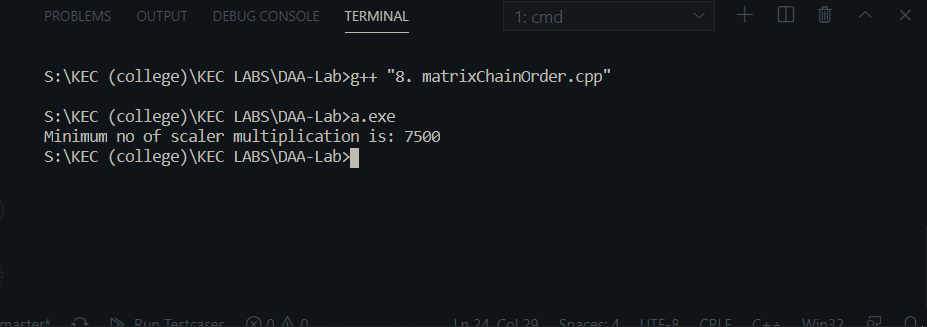 PROBLEMS OUTPUT DEBUG CONSOLE TERMINAL 1: cmd
S:\KEC (college)\KEC LABS\DAA-Lab>g++ "8. matrixChainOrder.cpp"
S:\KEC (college)\KEC LABS\DAA-Lab>a.exe
Minimum no of scaler multiplication is: 7500
S:\KEC (college)\KEC LABS\DAA-Lab>
master* Run Testcases 0 0 Ln 24, Col 29 Spaces: 4 UTF-8 CRLF C++ Win32